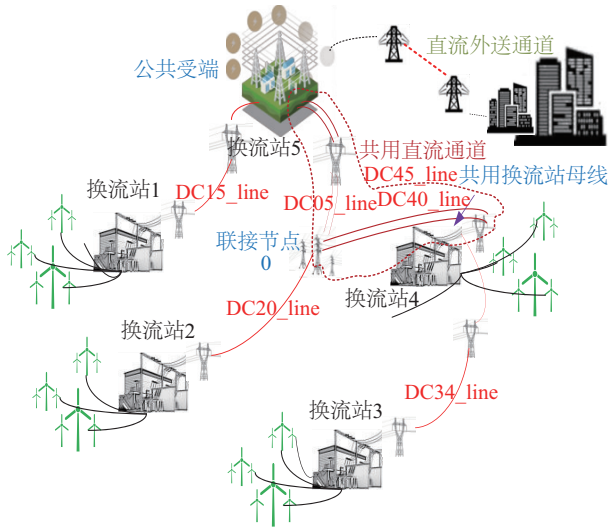 直流外送通道
公共受端
换流站5
共用直流通道
换流站1
DC15_line
DC45_line
共用换流站母线
DC05_line
DC40_line
联接节点
0
换流站4
DC20_line
换流站2
DC34_line
换流站3